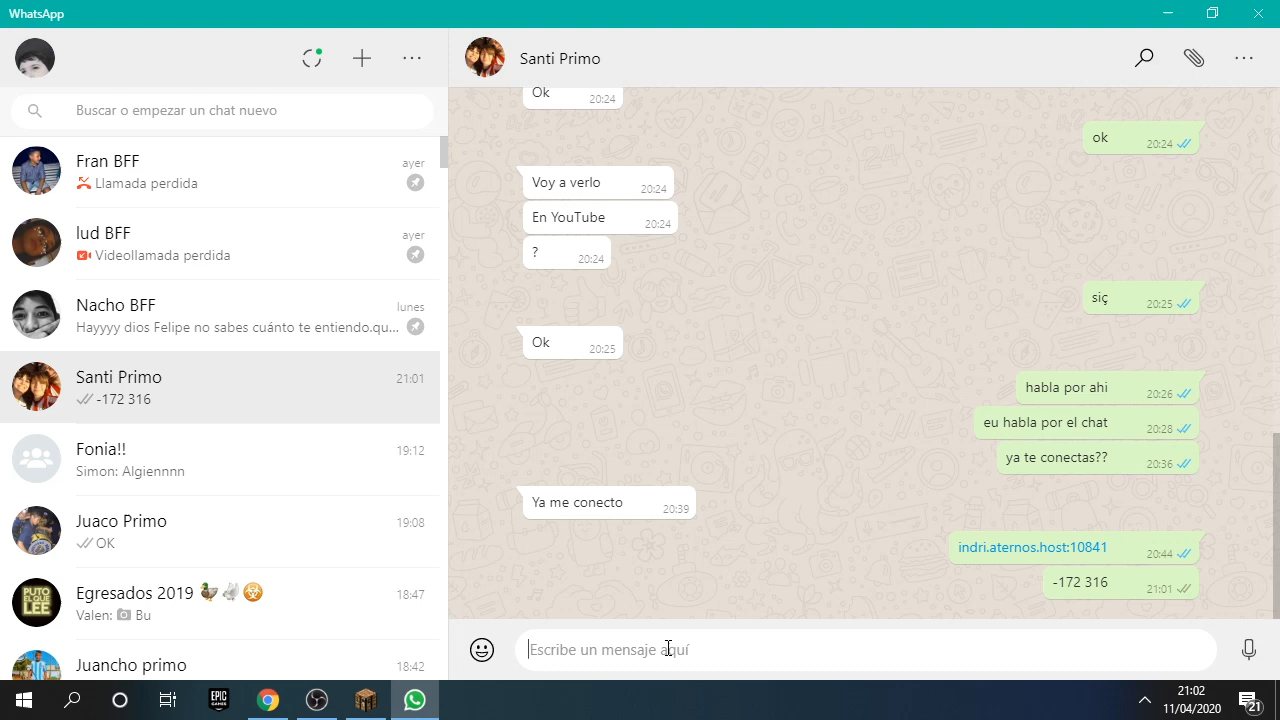 WhatsApp
Buscar o empezar un chat nuevo
Fran BFF
ayer
Llamada perdida
lud BFF
ayer
Videollamada perdida
Nacho BFF
lunes
Hayyyy dios Felipe no sabes cuánto te entiendo.qu...
Santi Primo
21:01
-172 316
Fonia!!
19:12
Simon: Algiennnn
Juaco Primo
19:08
OK
PUTO
EL QUE
LEE
Egresados 2019 🦆🕊️☣️
18:47
Valen: 📷 Bu
Juancho primo
18:42
Santi Primo
Ok 20:24
ok 20:24
Voy a verlo 20:24
En YouTube 20:24
? 20:24
siç 20:25
Ok 20:25
habla por ahi 20:26
eu habla por el chat 20:28
ya te conectas?? 20:36
Ya me conecto 20:39
indri.aternos.host:10841 20:44
-172 316 21:01
Escribe un mensaje aquí
EPIC
GAMES
21:02
11/04/2020
21